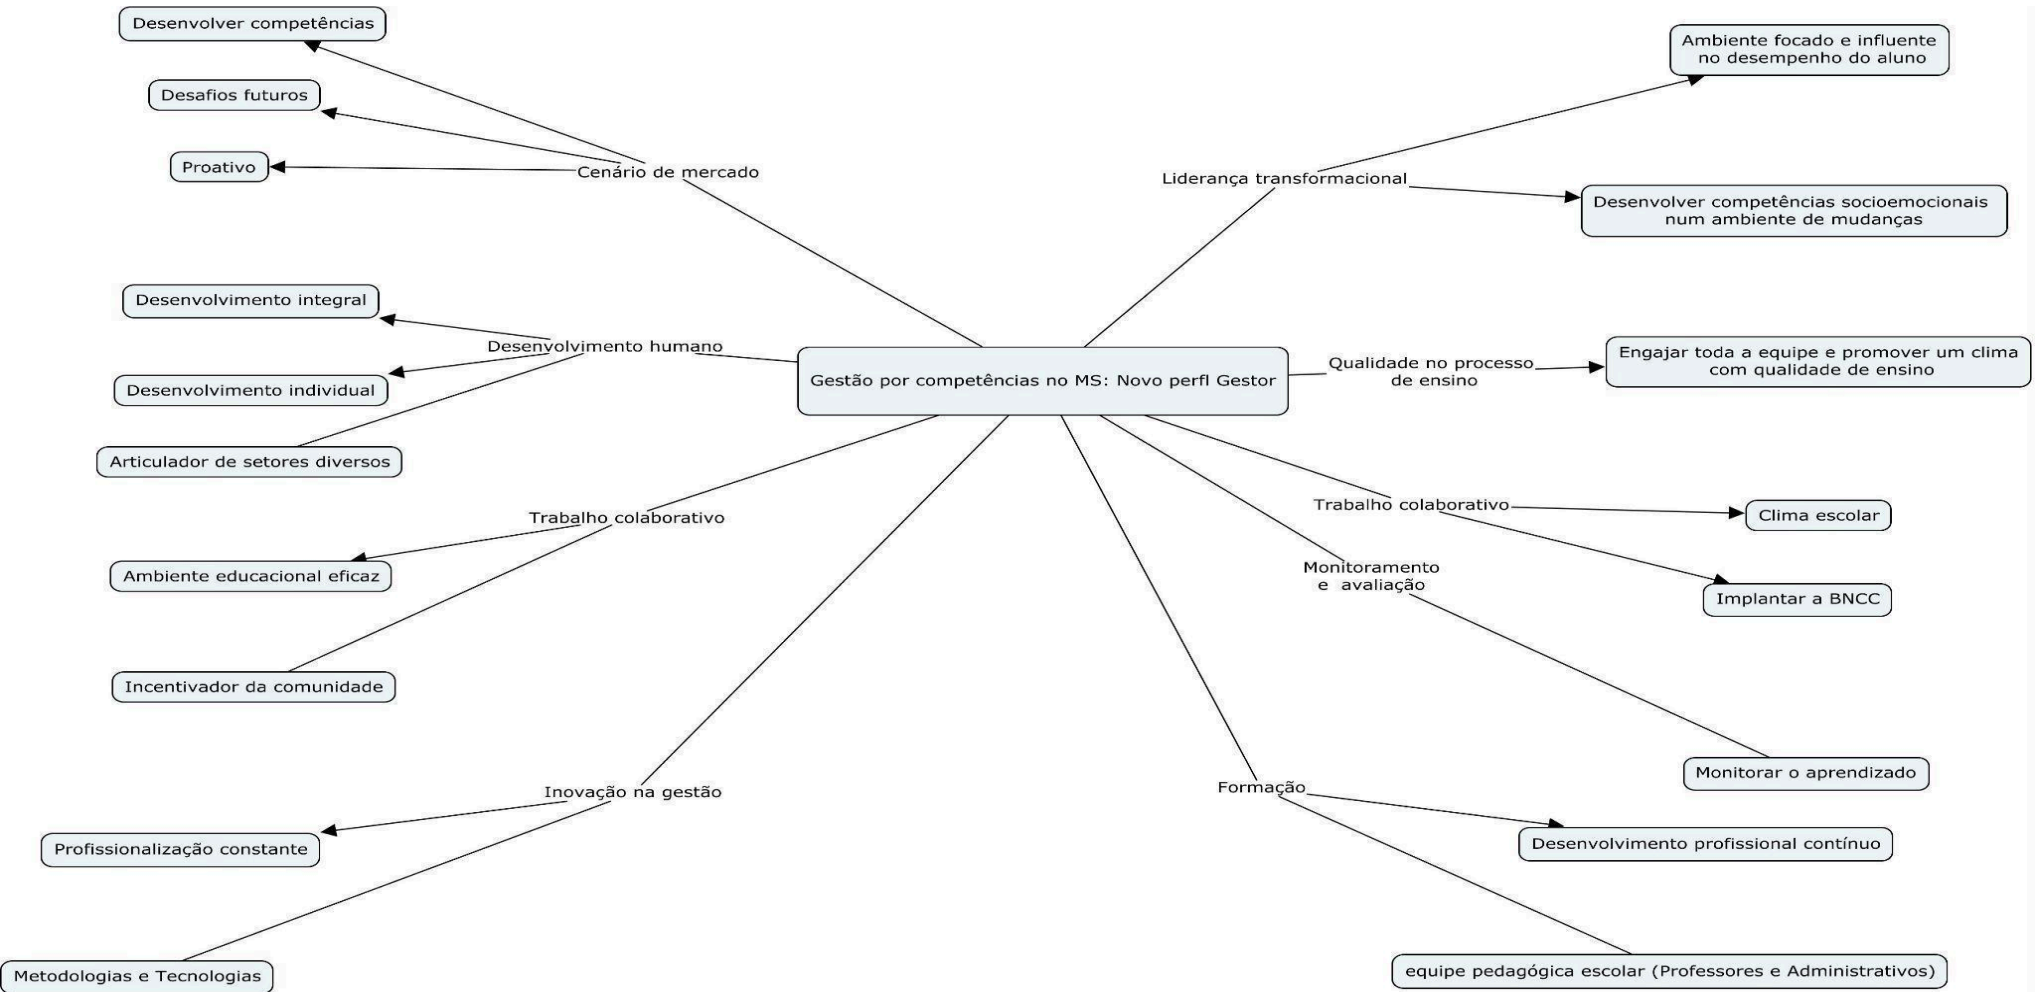 Desenvolver competências
Desafios futuros
Proativo
Cenário de mercado
Ambiente focado e influente
no desempenho do aluno
Liderança transformacional
Desenvolver competências socioemocionais
num ambiente de mudanças
Desenvolvimento integral
Desenvolvimento humano
Desenvolvimento individual
Articulador de setores diversos
Gestão por competências no MS: Novo perfl Gestor
Qualidade no processo
de ensino
Engajar toda a equipe e promover um clima
com qualidade de ensino
Trabalho colaborativo
Ambiente educacional eficaz
Incentivador da comunidade
Trabalho colaborativo
Clima escolar
Implantar a BNCC
Monitoramento
e avaliação
Monitorar o aprendizado
Inovação na gestão
Profissionalização constante
Metodologias e Tecnologias
Formação
Desenvolvimento profissional contínuo
equipe pedagógica escolar (Professores e Administrativos)